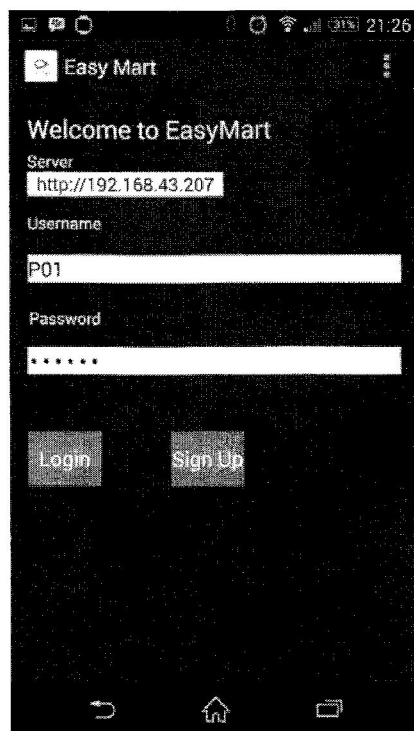 31% 21:26
Easy Mart
Welcome to EasyMart
Server
http://192.168.43.207
Username
P01
Password
••••••
Login Sign Up